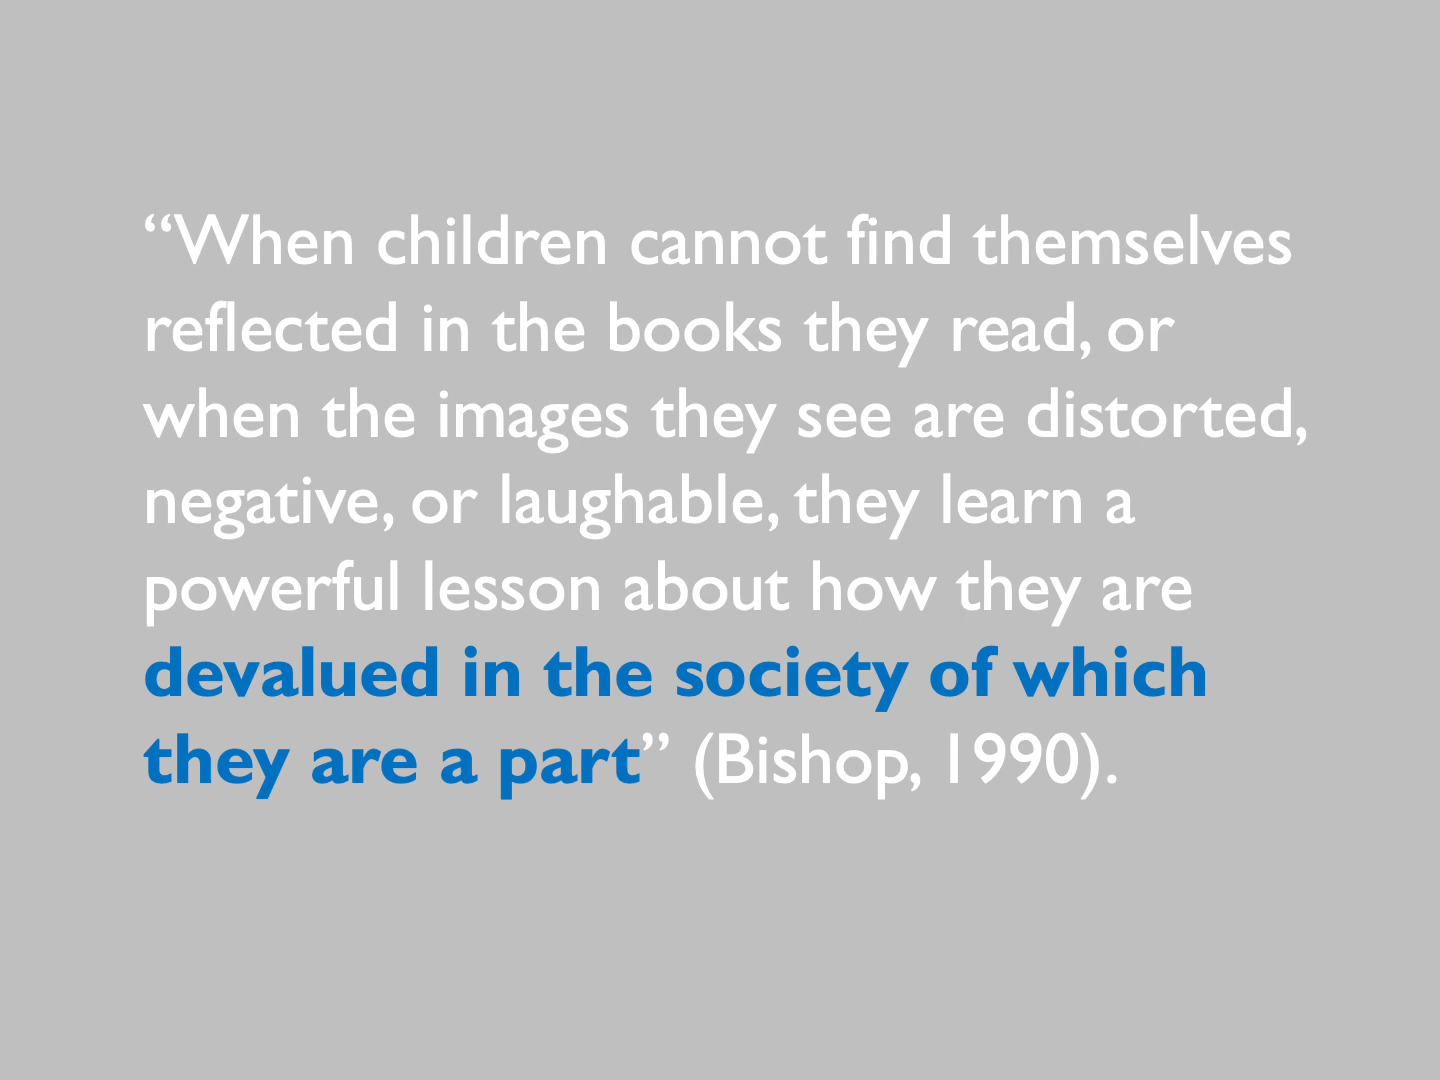 “When children cannot find themselves
reflected in the books they read, or
when the images they see are distorted,
negative, or laughable, they learn a
powerful lesson about how they are
devalued in the society of which
they are a part” (Bishop, 1990).